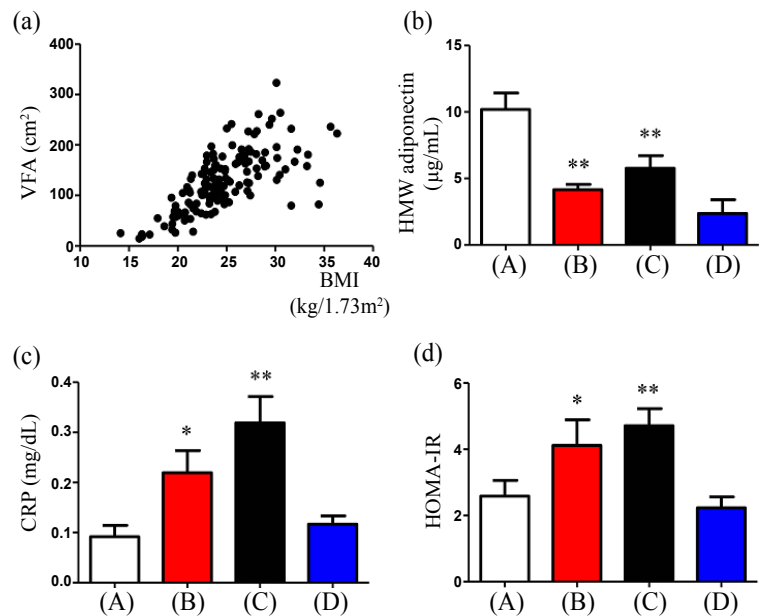 (a)
VFA (cm²)
400
300
200
100
0
10 15 20 25 30 35 40
BMI
(kg/1.73m²)
(b)
HMW adiponectin
(µg/mL)
15
10
5
0
**
**
(A) (B) (C) (D)
(c)
CRP (mg/dL)
0.4
0.3
0.2
0.1
0.0
*
**
(A) (B) (C) (D)
(d)
HOMA-IR
6
4
2
0
*
**
(A) (B) (C) (D)